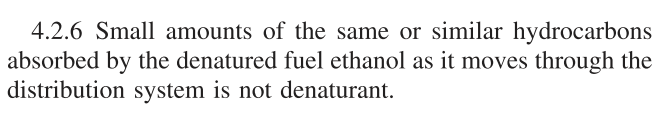 4.2.6 Small amounts of the same or similar hydrocarbons
absorbed by the denatured fuel ethanol as it moves through the
distribution system is not denaturant.